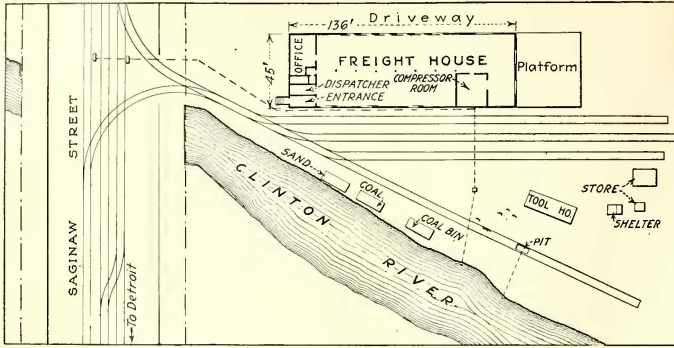 Driveway
136'
45'
OFFICE
FREIGHT HOUSE
COMPRESSOR
ROOM
DISPATCHER
ENTRANCE
Platform
STREET
SAGINAW
To Detroit
SAND
COAL
COAL BIN
CLINTON
RIVER
TOOL HO.
STORE
SHELTER
PIT